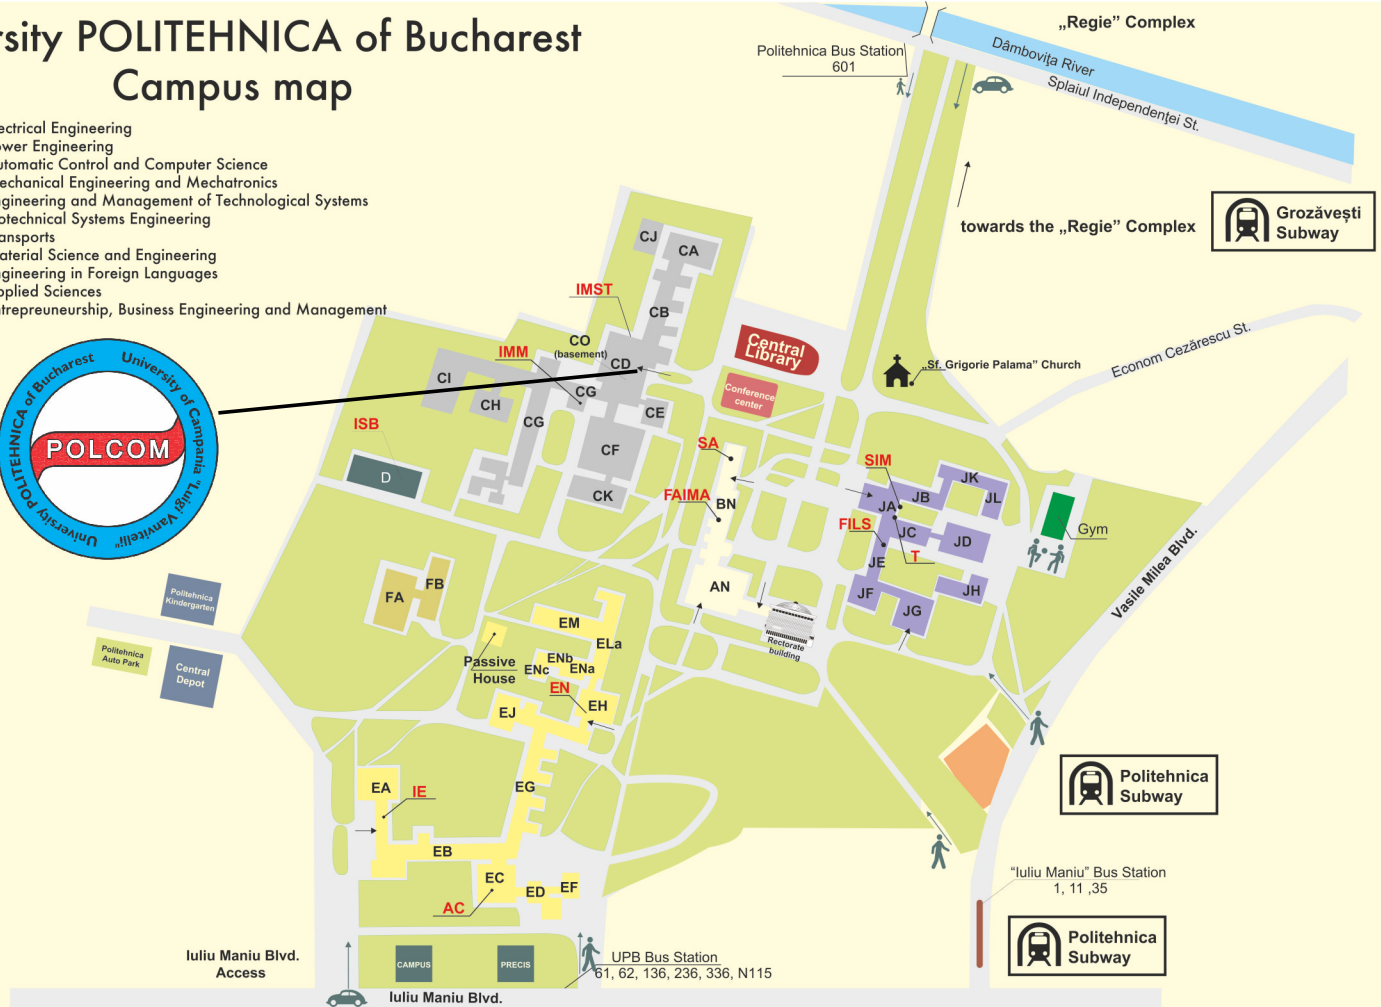 rsity POLITEHNICA of Bucharest
Campus map
ectrical Engineering
ower Engineering
utomatic Control and Computer Science
echanical Engineering and Mechatronics
ngineering and Management of Technological Systems
otechnical Systems Engineering
ansports
aterial Science and Engineering
ngineering in Foreign Languages
pplied Sciences
ntrepreuneurship, Business Engineering and Management
University POLITEHNICA of Bucharest
University of Campania "Luigi Vanvitelli"
POLCOM
„Regie” Complex
Politehnica Bus Station
601
Dâmbovița River
Splaiul Independenței St.
towards the „Regie” Complex
Grozăvești
Subway
Econom Cezărescu St.
„Sf. Grigorie Palama” Church
CJ
CA
IMST
CB
CO
(basement)
IMM
CD
CI
CH
CG
CG
CE
CF
CK
Central
Library
Conference
center
ISB
D
SA
FAIMA
BN
AN
SIM
JK
JL
JB
JA
FILS
JC
JD
JE
T
JF
JG
JH
Gym
Vasile Milea Blvd.
Rectorate
building
Politehnica
Kindergarten
Politehnica
Auto Park
Central
Depot
FA
FB
EM
ELa
Passive
House
ENb
ENc
ENa
EN
EH
EJ
EG
EA
IE
EB
EC
ED
EF
AC
Politehnica
Subway
“Iuliu Maniu” Bus Station
1, 11 ,35
Politehnica
Subway
Iuliu Maniu Blvd.
Access
CAMPUS
PRECIS
UPB Bus Station
61, 62, 136, 236, 336, N115
Iuliu Maniu Blvd.